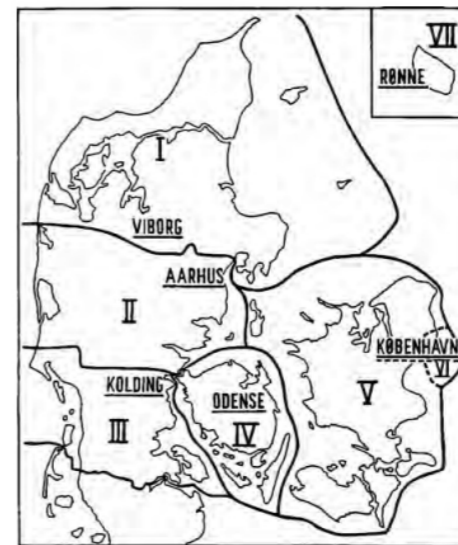 VII
RØNNE
I
VIBORG
AARHUS
II
KØBENHAVN
VI
KOLDING
V
ODENSE
III
IV